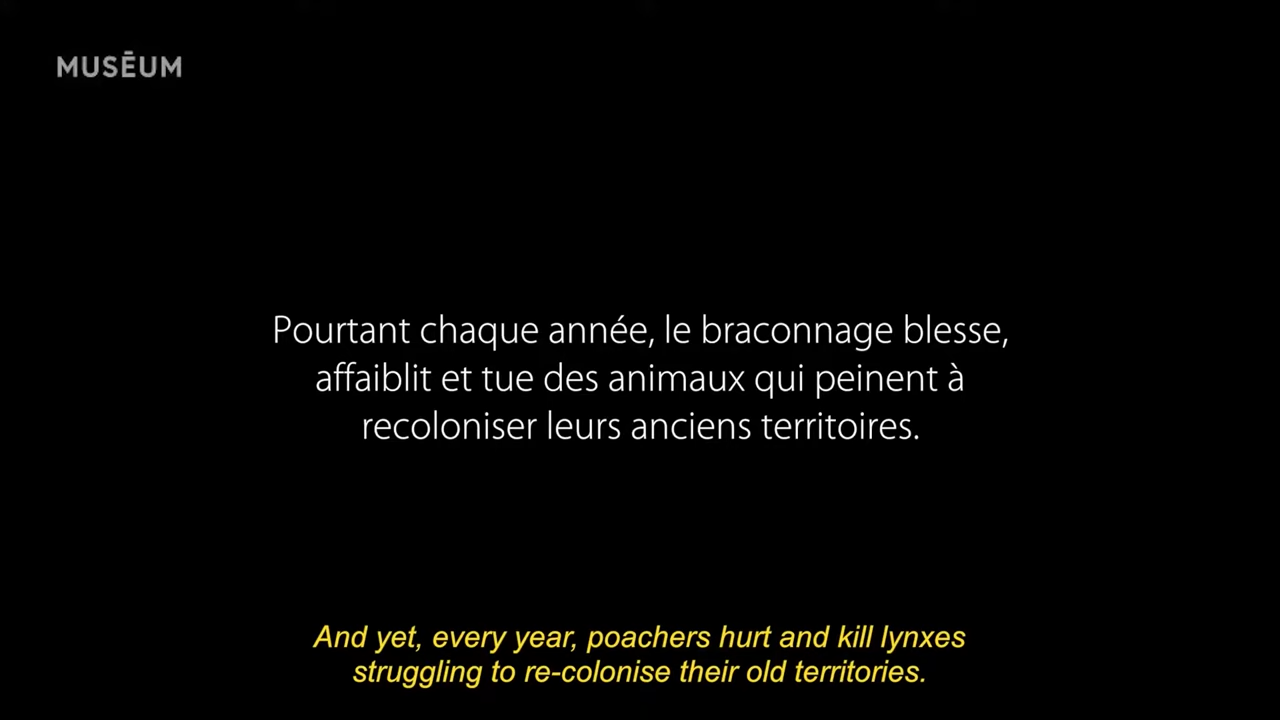 MUSĒUM
Pourtant chaque année, le braconnage blesse,
affaiblit et tue des animaux qui peinent à
recoloniser leurs anciens territoires.
And yet, every year, poachers hurt and kill lynxes
struggling to re-colonise their old territories.